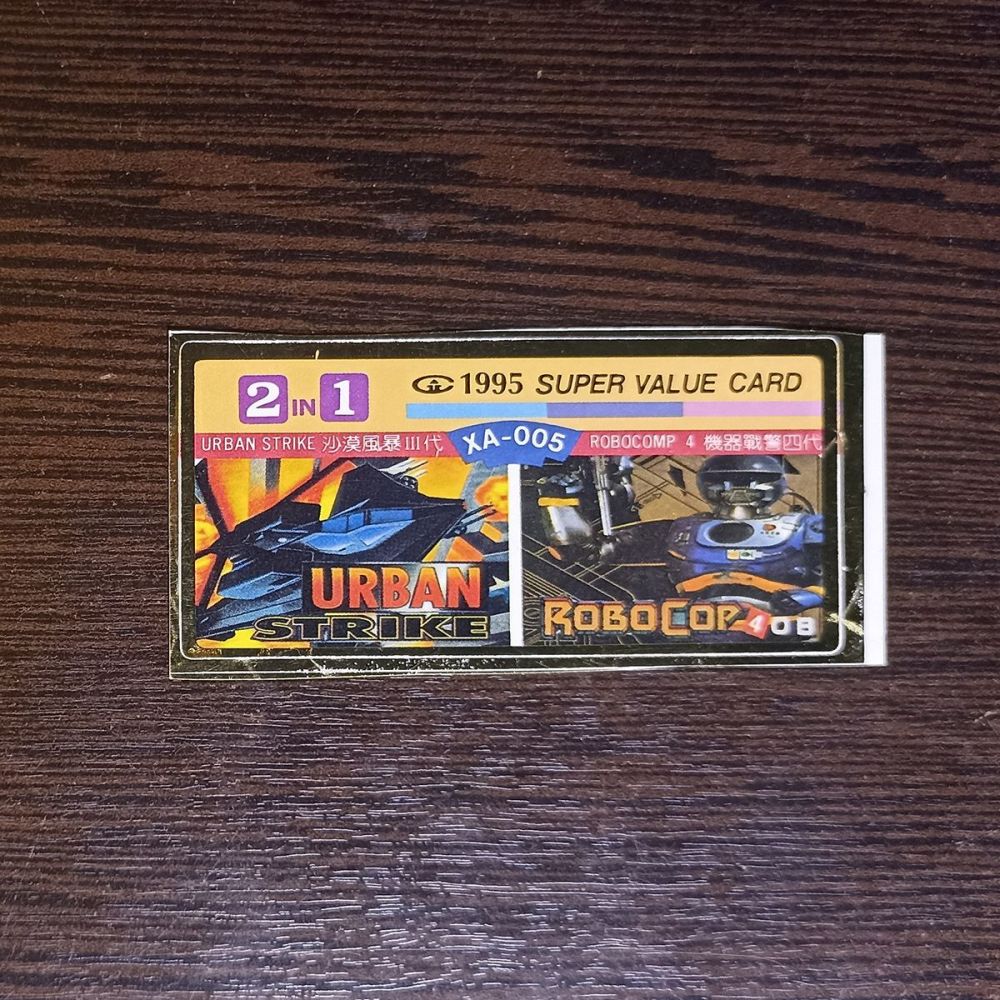 2 IN 1
1995 SUPER VALUE CARD
URBAN STRIKE 沙漠風暴III代
XA-005
ROBOCOMP 4 機器戰警四代
URBAN
STRIKE
ROBOCOP 4 08